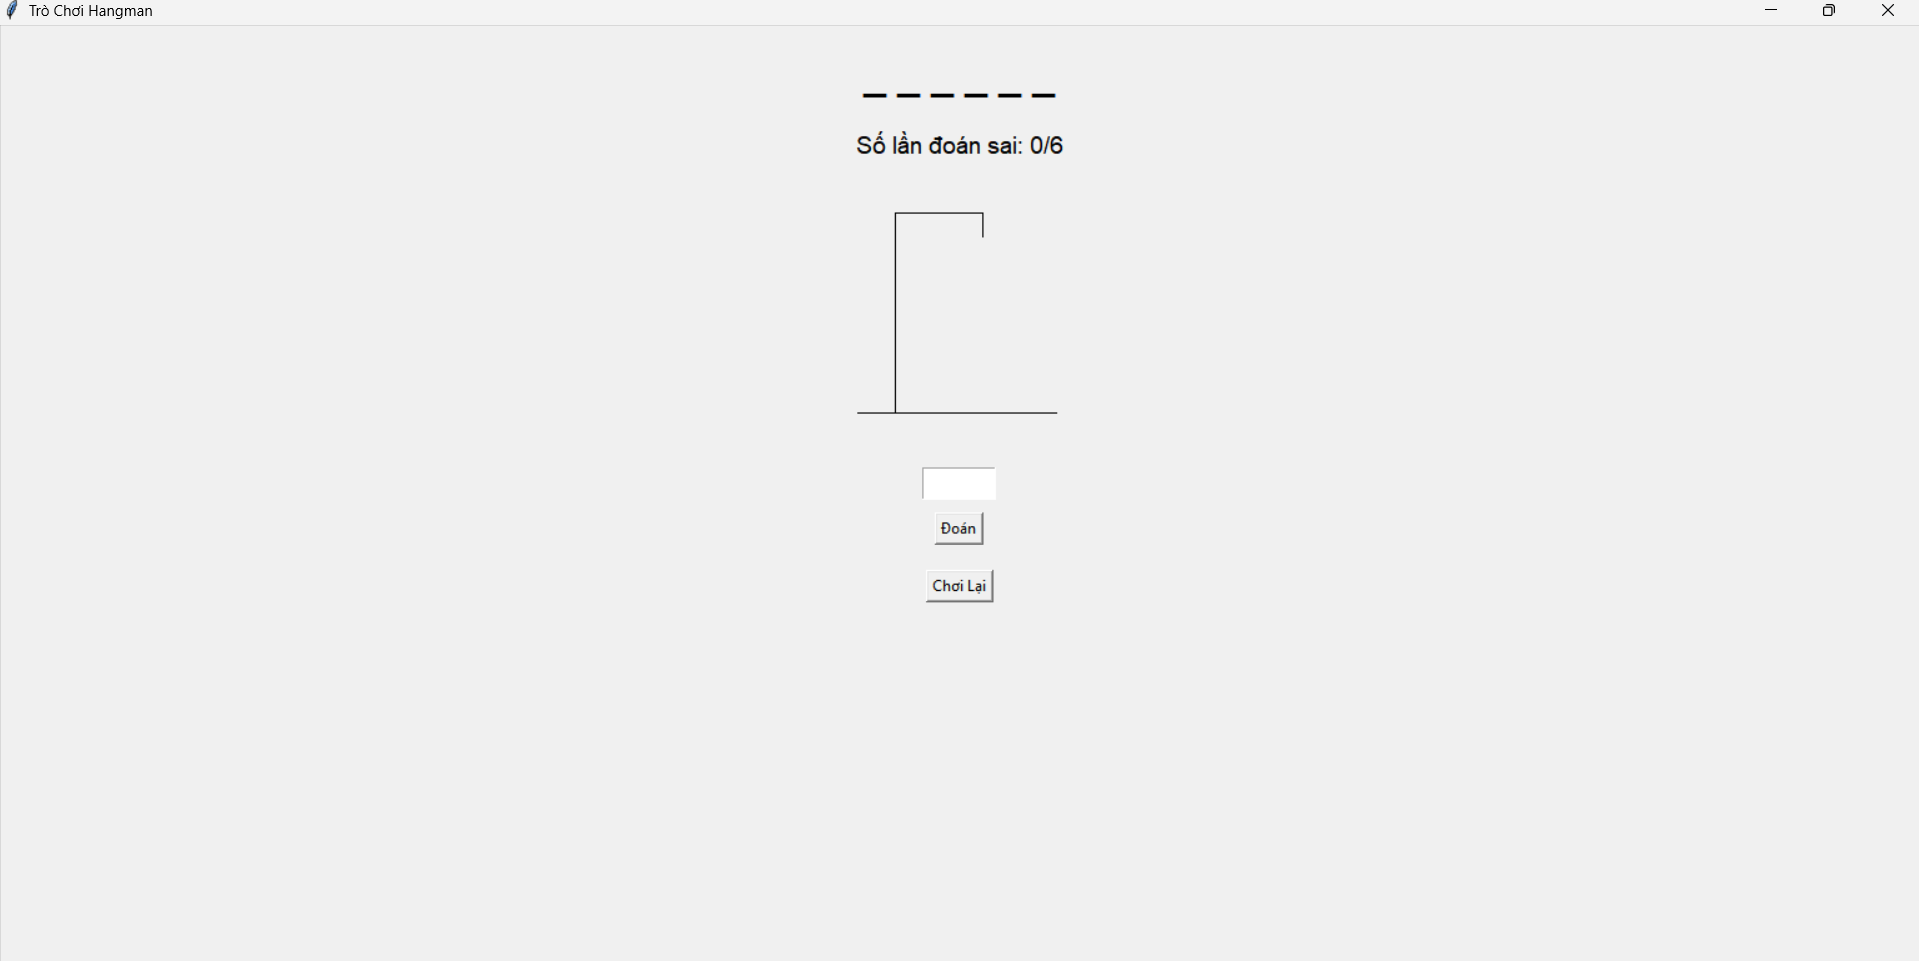 Trò Chơi Hangman
_ _ _ _ _ _
Số lần đoán sai: 0/6
Đoán
Chơi Lại